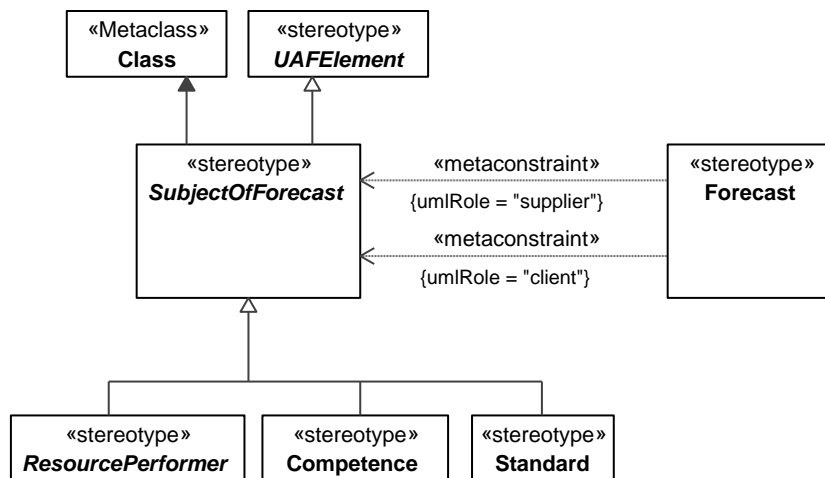 «Metaclass»
Class
«stereotype»
UAFElement
«stereotype»
SubjectOfForecast
«metaconstraint»
{umlRole = "supplier"}
«metaconstraint»
{umlRole = "client"}
«stereotype»
Forecast
«stereotype»
ResourcePerformer
«stereotype»
Competence
«stereotype»
Standard